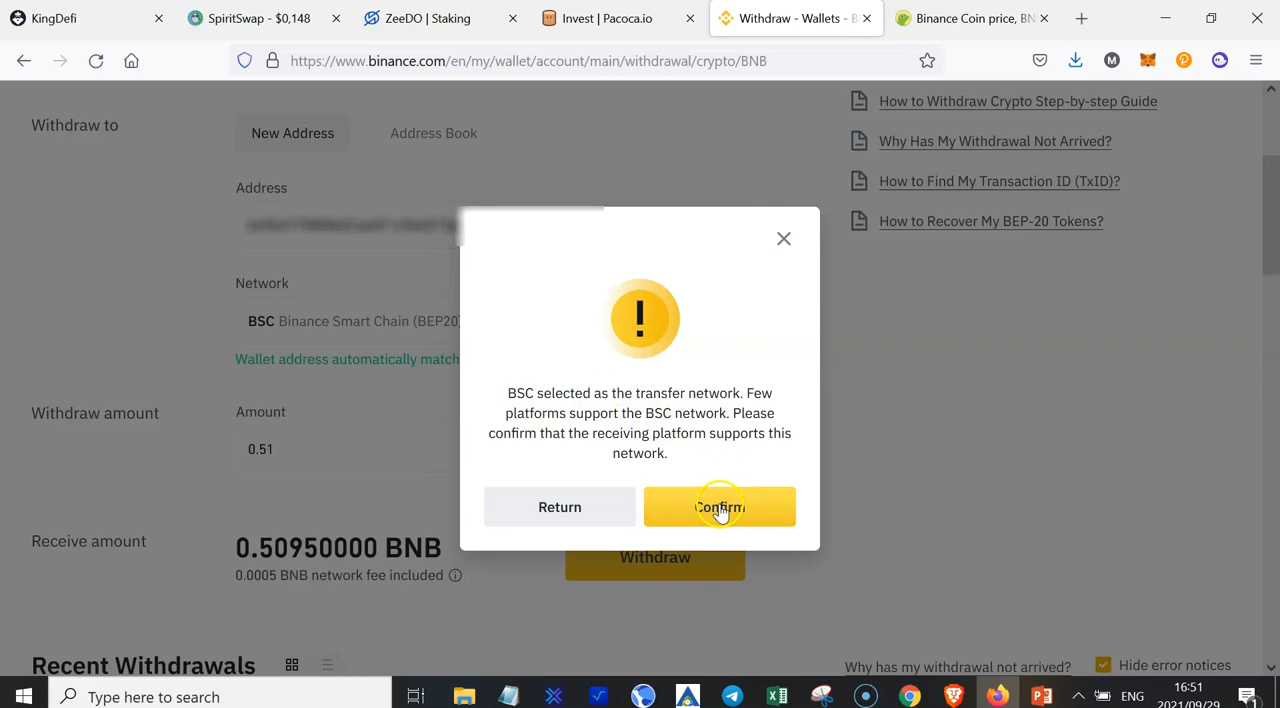 KingDefi
SpiritSwap - $0,148
ZeeDO | Staking
Invest | Pacoca.io
Withdraw - Wallets - B
Binance Coin price, BN
https://www.binance.com/en/my/wallet/account/main/withdrawal/crypto/BNB
M
Withdraw to
New Address
Address Book
How to Withdraw Crypto Step-by-step Guide
Why Has My Withdrawal Not Arrived?
How to Find My Transaction ID (TxID)?
How to Recover My BEP-20 Tokens?
Address
Network
BSC Binance Smart Chain (BEP20)
Wallet address automatically match
Withdraw amount
Amount
0.51
!
BSC selected as the transfer network. Few
platforms support the BSC network. Please
confirm that the receiving platform supports this
network.
Return
Confirm
Receive amount
0.50950000 BNB
0.0005 BNB network fee included
Withdraw
Recent Withdrawals
Why has my withdrawal not arrived?
Hide error notices
Type here to search
ENG
16:51
2021/09/29
1